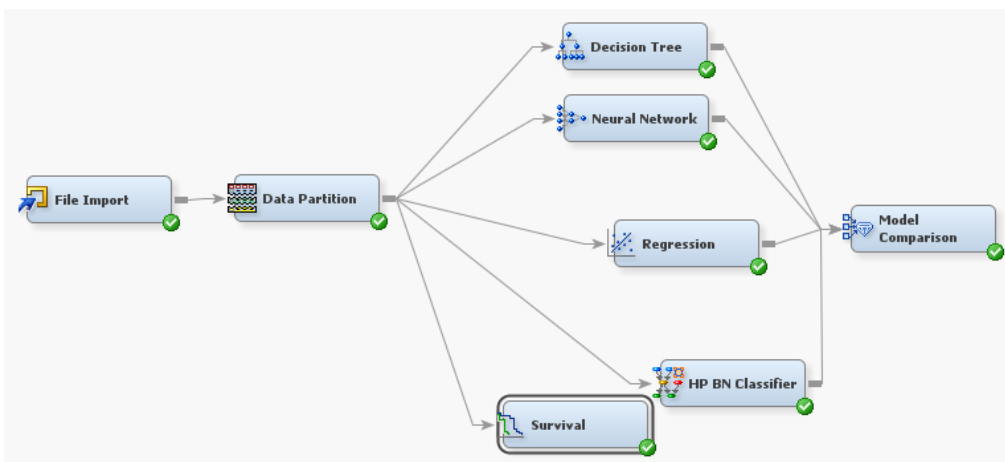 Decision Tree
Neural Network
File Import
Data Partition
Regression
Model
Comparison
HP BN Classifier
Survival